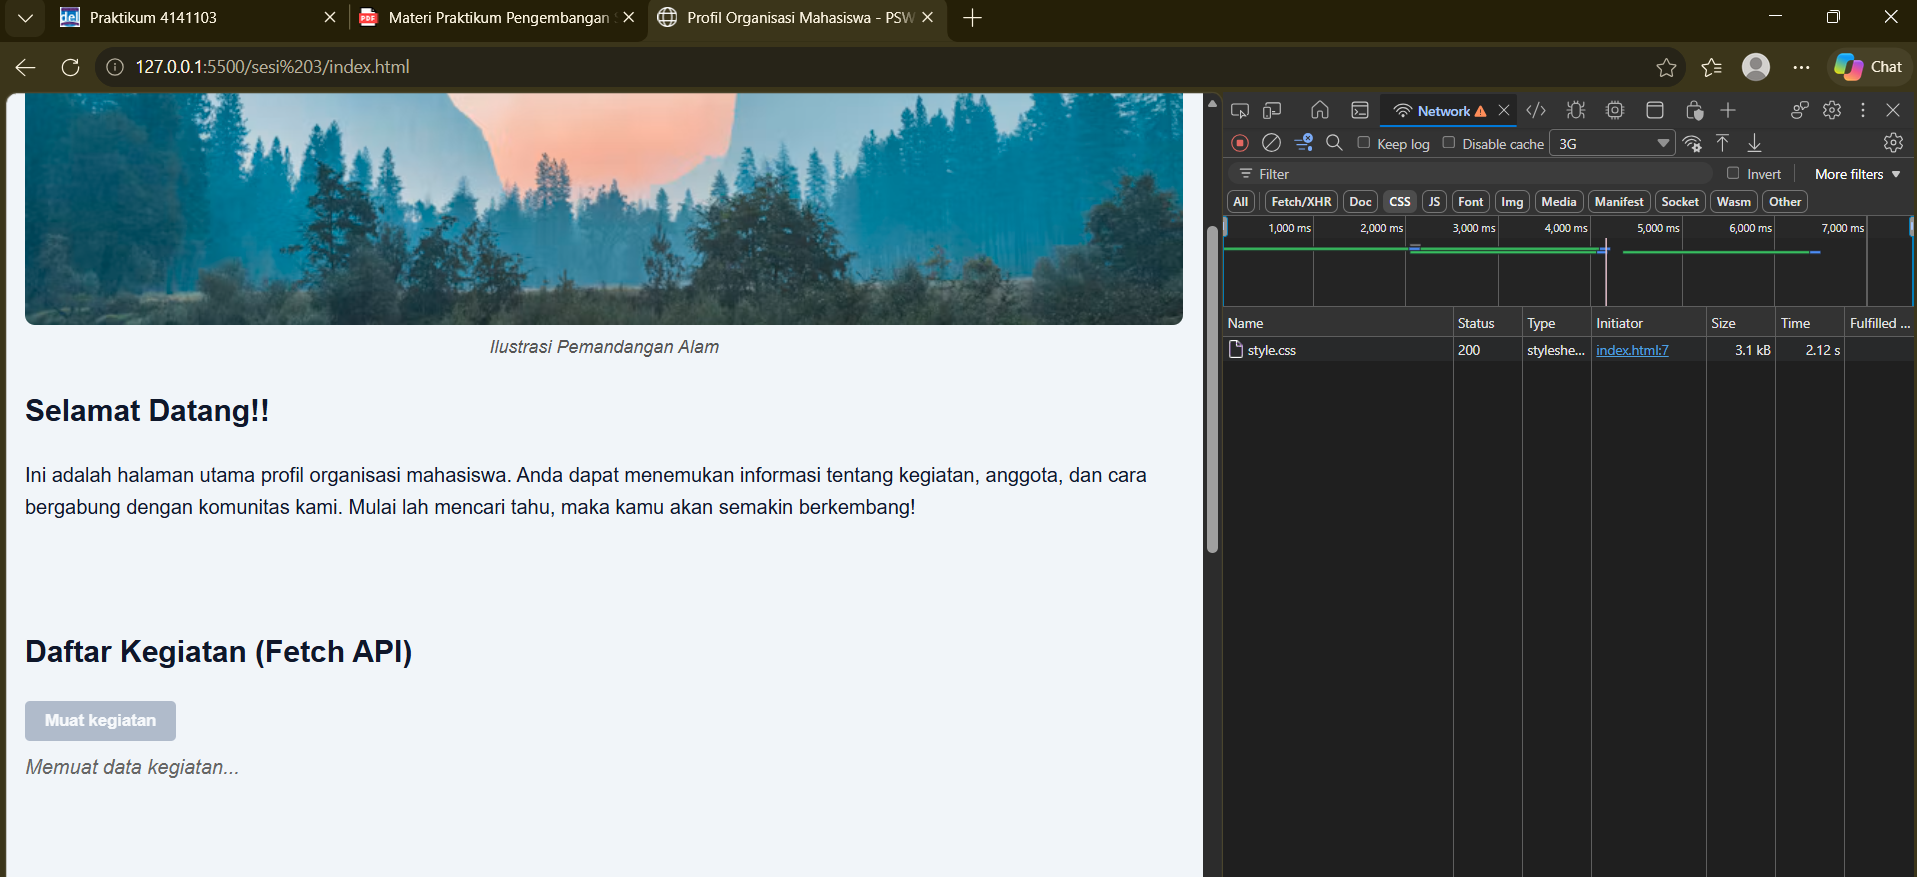 Praktikum 4141103
Materi Praktikum Pengembangan
Profil Organisasi Mahasiswa - PSW
127.0.0.1:5500/sesi%203/index.html
Chat
Ilustrasi Pemandangan Alam
Selamat Datang!!
Ini adalah halaman utama profil organisasi mahasiswa. Anda dapat menemukan informasi tentang kegiatan, anggota, dan cara
bergabung dengan komunitas kami. Mulai lah mencari tahu, maka kamu akan semakin berkembang!
Daftar Kegiatan (Fetch API)
Muat kegiatan
Memuat data kegiatan...
Network
Keep log Disable cache 3G
Filter Invert More filters
All Fetch/XHR Doc CSS JS Font Img Media Manifest Socket Wasm Other
1,000 ms 2,000 ms 3,000 ms 4,000 ms 5,000 ms 6,000 ms 7,000 ms
Name Status Type Initiator Size Time Fulfilled ...
style.css 200 styleshe... index.html:7 3.1 kB 2.12 s